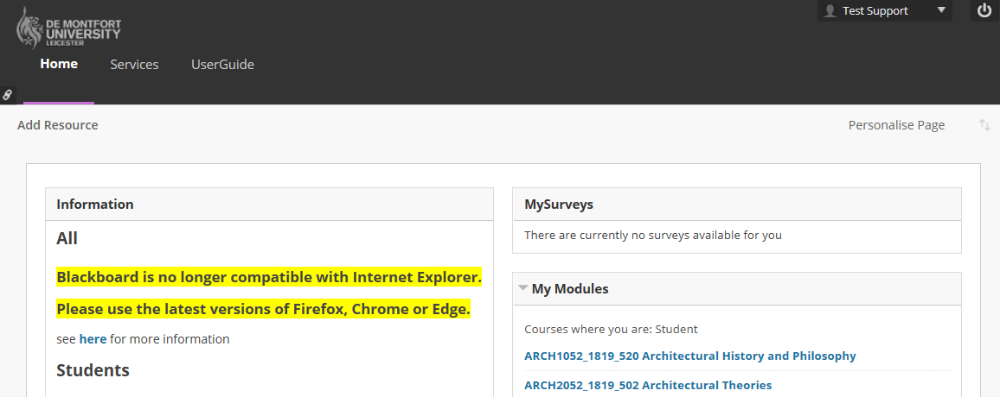 DE MONTFORT
UNIVERSITY
LEICESTER
Test Support
Home
Services
UserGuide
Add Resource
Personalise Page
Information
All
Blackboard is no longer compatible with Internet Explorer.
Please use the latest versions of Firefox, Chrome or Edge.
see here for more information
Students
MySurveys
There are currently no surveys available for you
My Modules
Courses where you are: Student
ARCH1052_1819_520 Architectural History and Philosophy
ARCH2052_1819_502 Architectural Theories